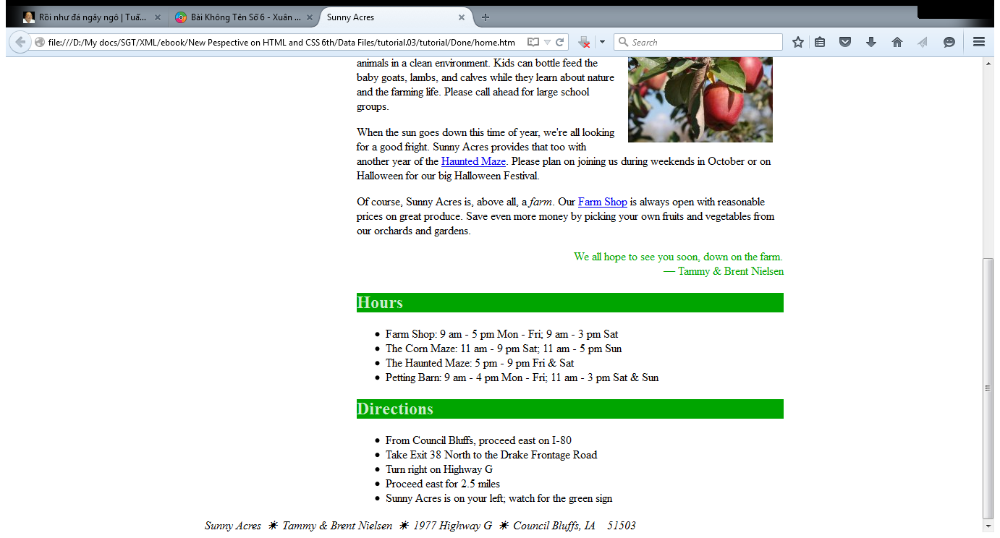 Rồi như đá ngây ngô | Tuấ...
Bài Không Tên Số 6 - Xuân ...
Sunny Acres
file:///D:/My docs/SGT/XML/ebook/New Pespective on HTML and CSS 6th/Data Files/tutorial.03/tutorial/Done/home.htm
Search
animals in a clean environment. Kids can bottle feed the
baby goats, lambs, and calves while they learn about nature
and the farming life. Please call ahead for large school
groups.
When the sun goes down this time of year, we're all looking
for a good fright. Sunny Acres provides that too with
another year of the Haunted Maze. Please plan on joining us during weekends in October or on
Halloween for our big Halloween Festival.
Of course, Sunny Acres is, above all, a farm. Our Farm Shop is always open with reasonable
prices on great produce. Save even more money by picking your own fruits and vegetables from
our orchards and gardens.
We all hope to see you soon, down on the farm.
— Tammy & Brent Nielsen
Hours
• Farm Shop: 9 am - 5 pm Mon - Fri; 9 am - 3 pm Sat
• The Corn Maze: 11 am - 9 pm Sat; 11 am - 5 pm Sun
• The Haunted Maze: 5 pm - 9 pm Fri & Sat
• Petting Barn: 9 am - 4 pm Mon - Fri; 11 am - 3 pm Sat & Sun
Directions
• From Council Bluffs, proceed east on I-80
• Take Exit 38 North to the Drake Frontage Road
• Turn right on Highway G
• Proceed east for 2.5 miles
• Sunny Acres is on your left; watch for the green sign
Sunny Acres ☀ Tammy & Brent Nielsen ☀ 1977 Highway G ☀ Council Bluffs, IA 51503